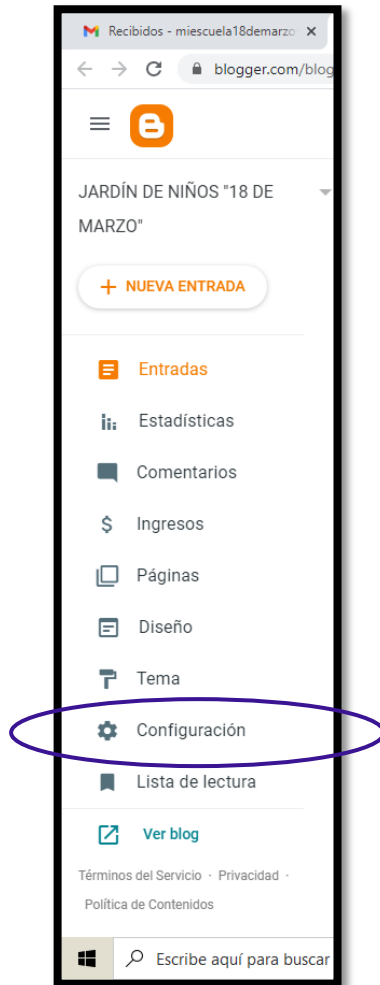 Recibidos - miescuela18demarzo
blogger.com/blog
JARDÍN DE NIÑOS "18 DE
MARZO"
+ NUEVA ENTRADA
Entradas
Estadísticas
Comentarios
$ Ingresos
Páginas
Diseño
Tema
Configuración
Lista de lectura
Ver blog
Términos del Servicio · Privacidad ·
Política de Contenidos
Escribe aquí para buscar